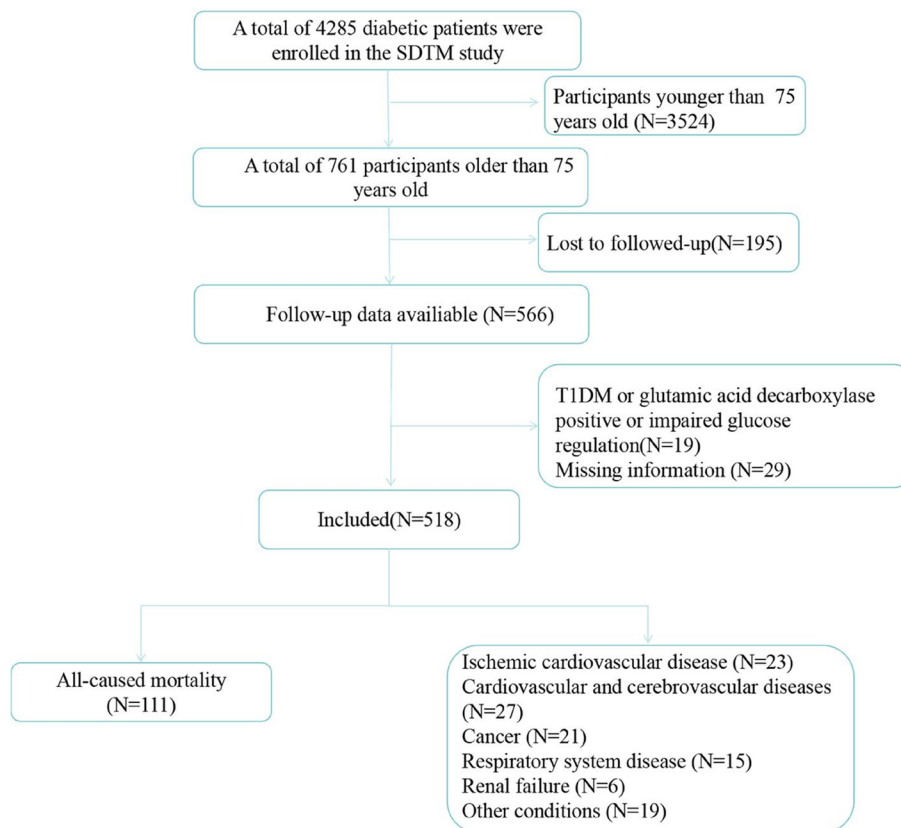 A total of 4285 diabetic patients were
enrolled in the SDTM study
Participants younger than 75
years old (N=3524)
A total of 761 participants older than 75
years old
Lost to followed-up(N=195)
Follow-up data availiable (N=566)
T1DM or glutamic acid decarboxylase
positive or impaired glucose
regulation(N=19)
Missing information (N=29)
Included(N=518)
All-caused mortality
(N=111)
Ischemic cardiovascular disease (N=23)
Cardiovascular and cerebrovascular diseases
(N=27)
Cancer (N=21)
Respiratory system disease (N=15)
Renal failure (N=6)
Other conditions (N=19)